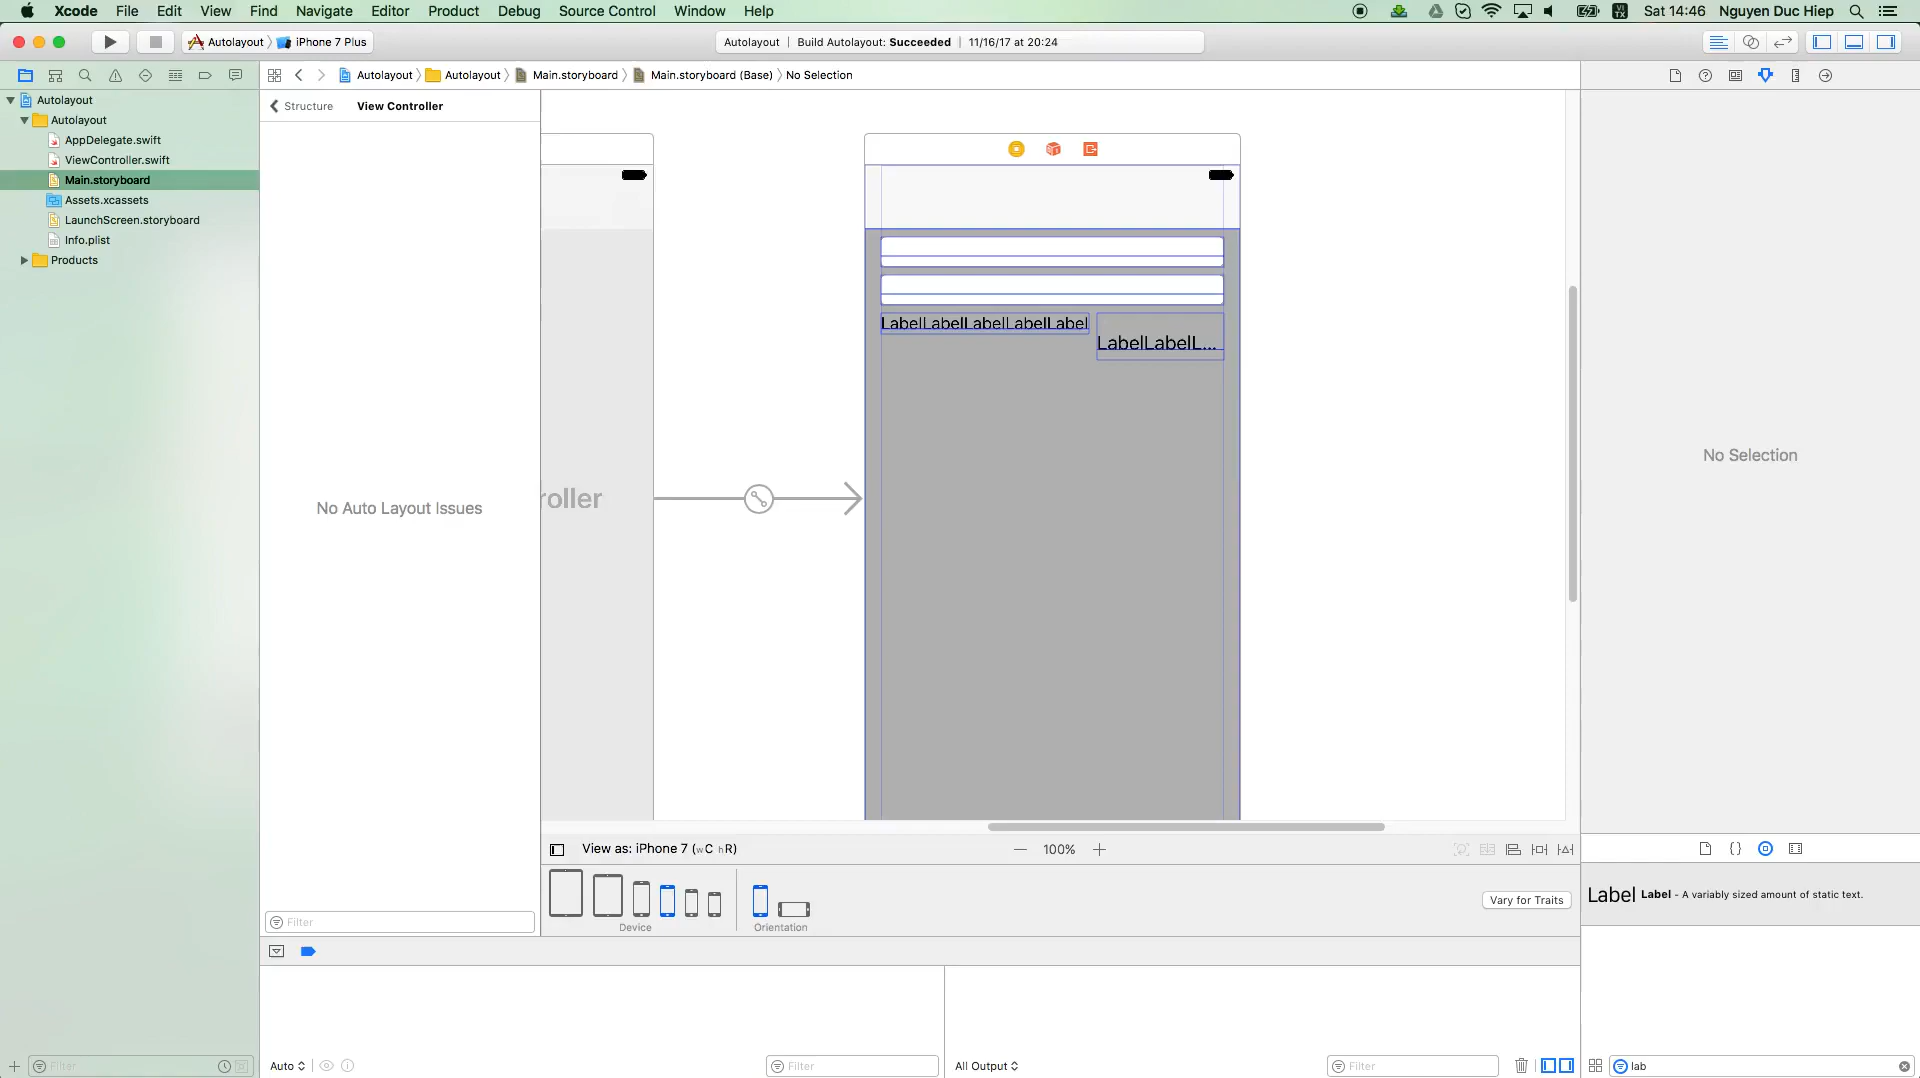 Xcode File Edit View Find Navigate Editor Product Debug Source Control Window Help
VI TX
Sat 14:46 Nguyen Duc Hiep
Autolayout
iPhone 7 Plus
Autolayout | Build Autolayout: Succeeded | 11/16/17 at 20:24
Autolayout
Autolayout
Main.storyboard
Main.storyboard (Base)
No Selection
Autolayout
Autolayout
AppDelegate.swift
ViewController.swift
Main.storyboard
Assets.xcassets
LaunchScreen.storyboard
Info.plist
Products
Structure
View Controller
No Auto Layout Issues
roller
LabelLabelLabelLabelLabel
LabelLabelL...
No Selection
View as: iPhone 7 (wC hR)
100%
Device
Orientation
Vary for Traits
Filter
Label
Label - A variably sized amount of static text.
Filter
Auto
Filter
All Output
Filter
lab